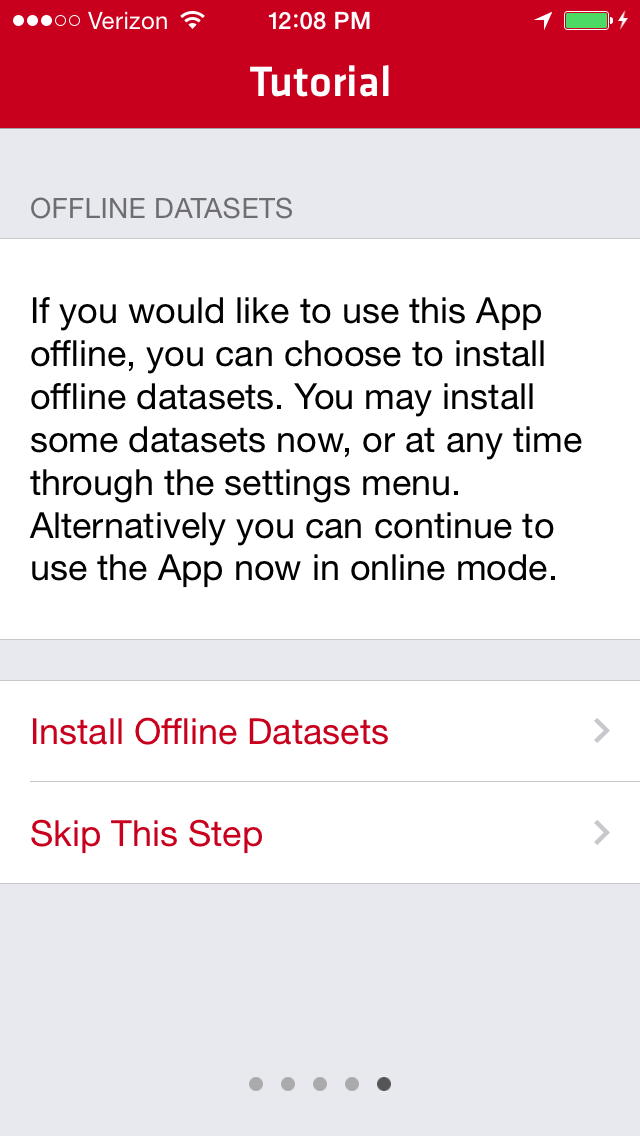 Verizon 12:08 PM
Tutorial
OFFLINE DATASETS
If you would like to use this App
offline, you can choose to install
offline datasets. You may install
some datasets now, or at any time
through the settings menu.
Alternatively you can continue to
use the App now in online mode.
Install Offline Datasets
Skip This Step